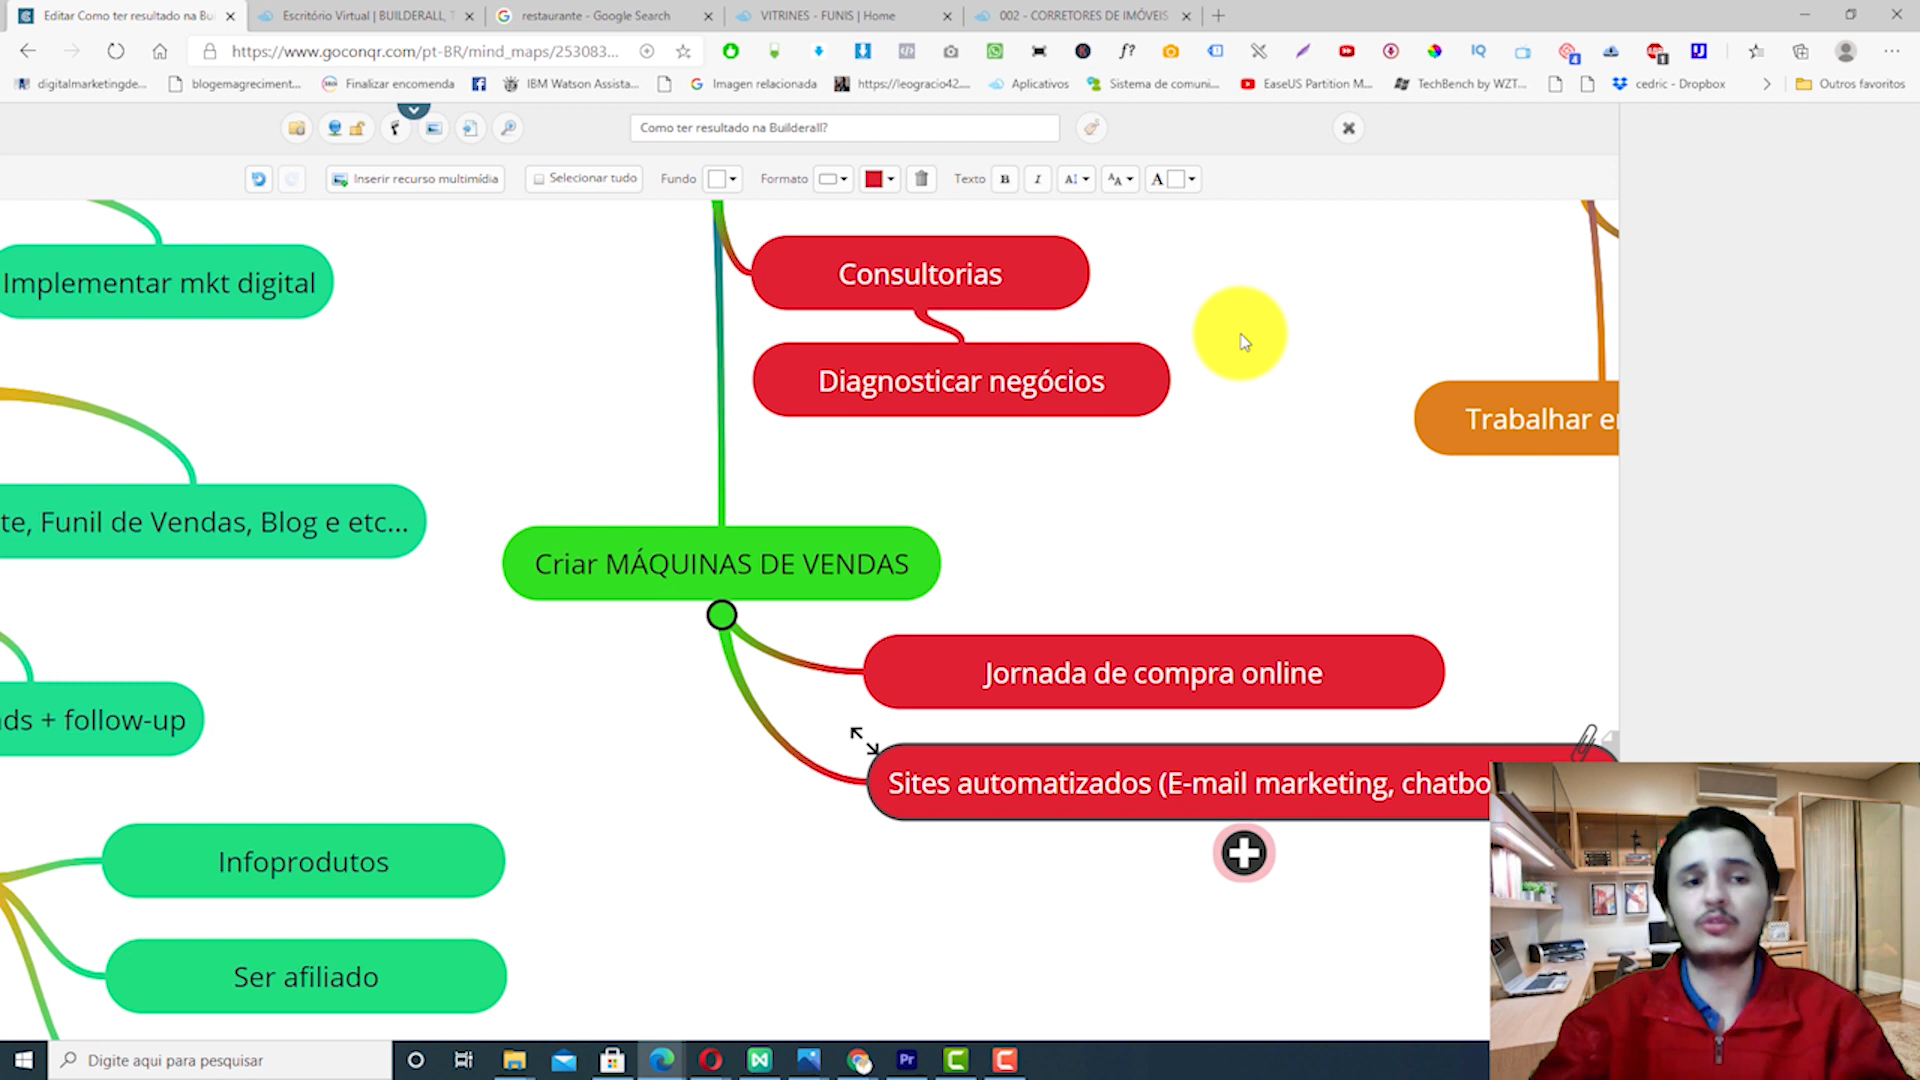 Editar Como ter resultado na Bu
Escritório Virtual | BUILDERALL, T
restaurante - Google Search
VITRINES - FUNIS | Home
002 - CORRETORES DE IMÓVEIS
https://www.goconqr.com/pt-BR/mind_maps/253083...
digitalmarketingde...
blogemagreciment...
Finalizar encomenda
IBM Watson Assista...
Imagen relacionada
https://leogracio42....
Aplicativos
Sistema de comuni...
EaseUS Partition M...
TechBench by WZT...
cedric - Dropbox
Outros favoritos
Como ter resultado na Builderall?
Inserir recurso multimídia
Selecionar tudo
Fundo
Formato
Texto
B
I
Consultorias
Implementar mkt digital
Diagnosticar negócios
Trabalhar e
te, Funil de Vendas, Blog e etc...
Criar MÁQUINAS DE VENDAS
Jornada de compra online
ds + follow-up
Sites automatizados (E-mail marketing, chatbo
Infoprodutos
Ser afiliado
Digite aqui para pesquisar